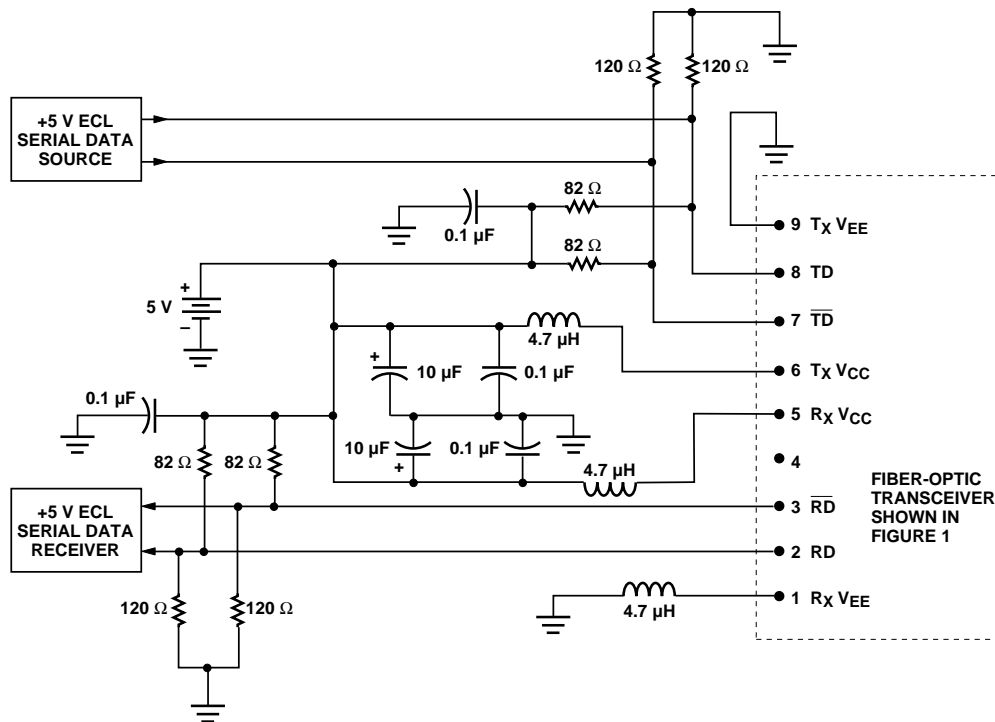 120 Ω
120 Ω
+5 V ECL
SERIAL DATA
SOURCE
82 Ω
0.1 µF
82 Ω
9 TX VEE
8 TD
+
5 V
–
7 T̅D̅
4.7 µH
6 TX VCC
+
10 µF
0.1 µF
0.1 µF
5 RX VCC
82 Ω
82 Ω
10 µF
+
0.1 µF
4.7 µH
4
FIBER-OPTIC
TRANSCEIVER
SHOWN IN
FIGURE 1
+5 V ECL
SERIAL DATA
RECEIVER
3 R̅D̅
2 RD
120 Ω
120 Ω
4.7 µH
1 RX VEE